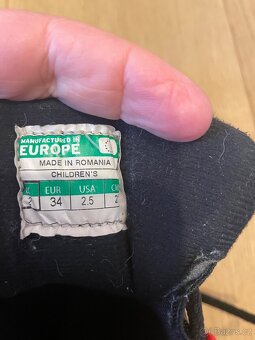 MANUFACTURED IN
EUROPE
MADE IN ROMANIA
CHILDREN'S
EUR USA
34 2.5